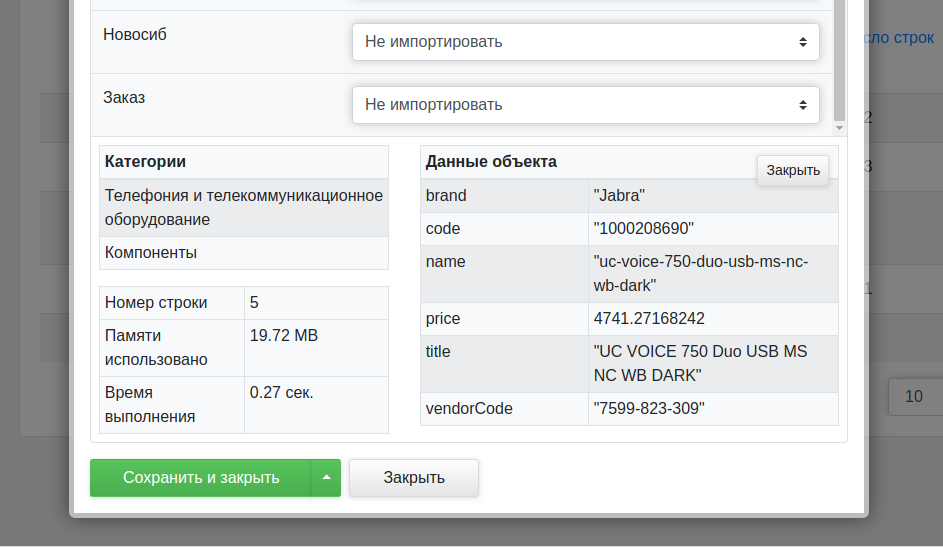 Новосиб
Не импортировать
сло строк
Заказ
Не импортировать
2
Категории
Данные объекта
Закрыть
3
Телефония и телекоммуникационное
оборудование
Компоненты
brand
"Jabra"
code
"1000208690"
name
"uc-voice-750-duo-usb-ms-nc-
wb-dark"
price
4741.27168242
title
"UC VOICE 750 Duo USB MS
NC WB DARK"
vendorCode
"7599-823-309"
Номер строки
5
Памяти
использовано
19.72 MB
Время
выполнения
0.27 сек.
1
10
Сохранить и закрыть
Закрыть